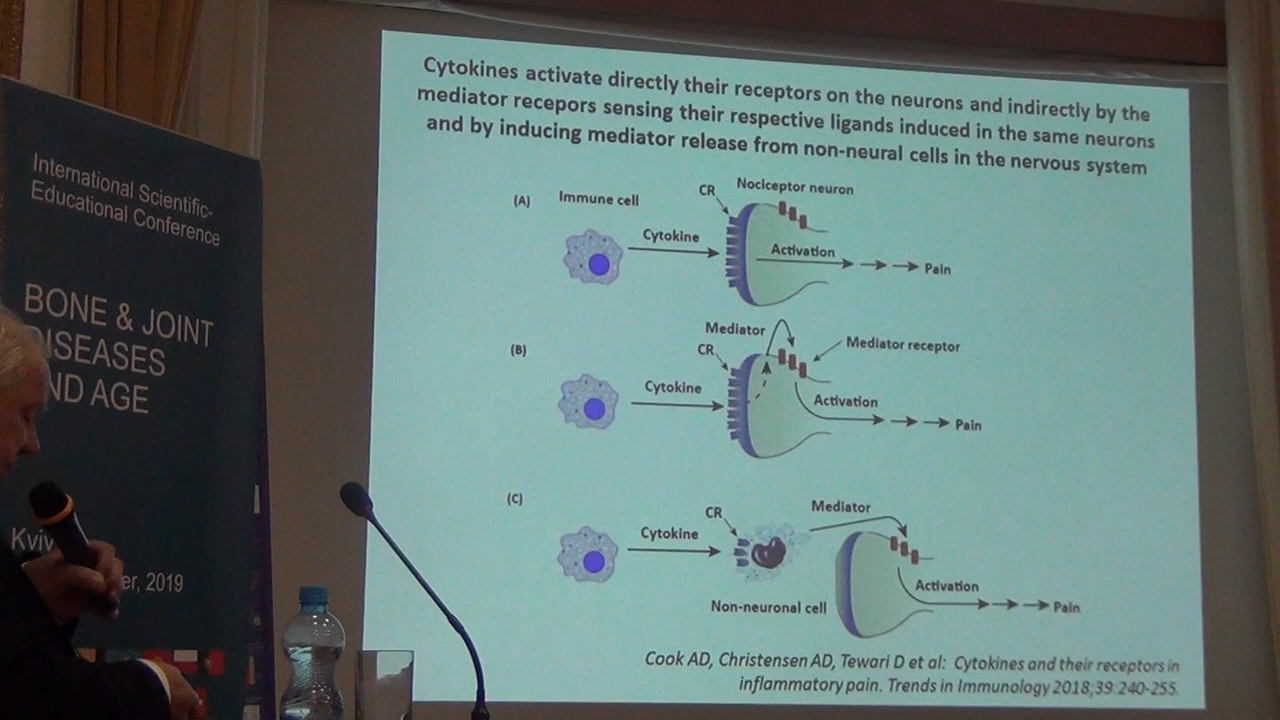 International Scientific-
Educational Conference
BONE & JOINT
ISEASES
ND AGE
Kyiv
er, 2019
Cytokines activate directly their receptors on the neurons and indirectly by the
mediator recepors sensing their respective ligands induced in the same neurons
and by inducing mediator release from non-neural cells in the nervous system
(A)
Immune cell
CR
Nociceptor neuron
Cytokine
Activation
Pain
(B)
Mediator
CR
Mediator receptor
Cytokine
Activation
Pain
(C)
CR
Mediator
Cytokine
Activation
Non-neuronal cell
Pain
Cook AD, Christensen AD, Tewari D et al: Cytokines and their receptors in
inflammatory pain. Trends in Immunology 2018;39:240-255.